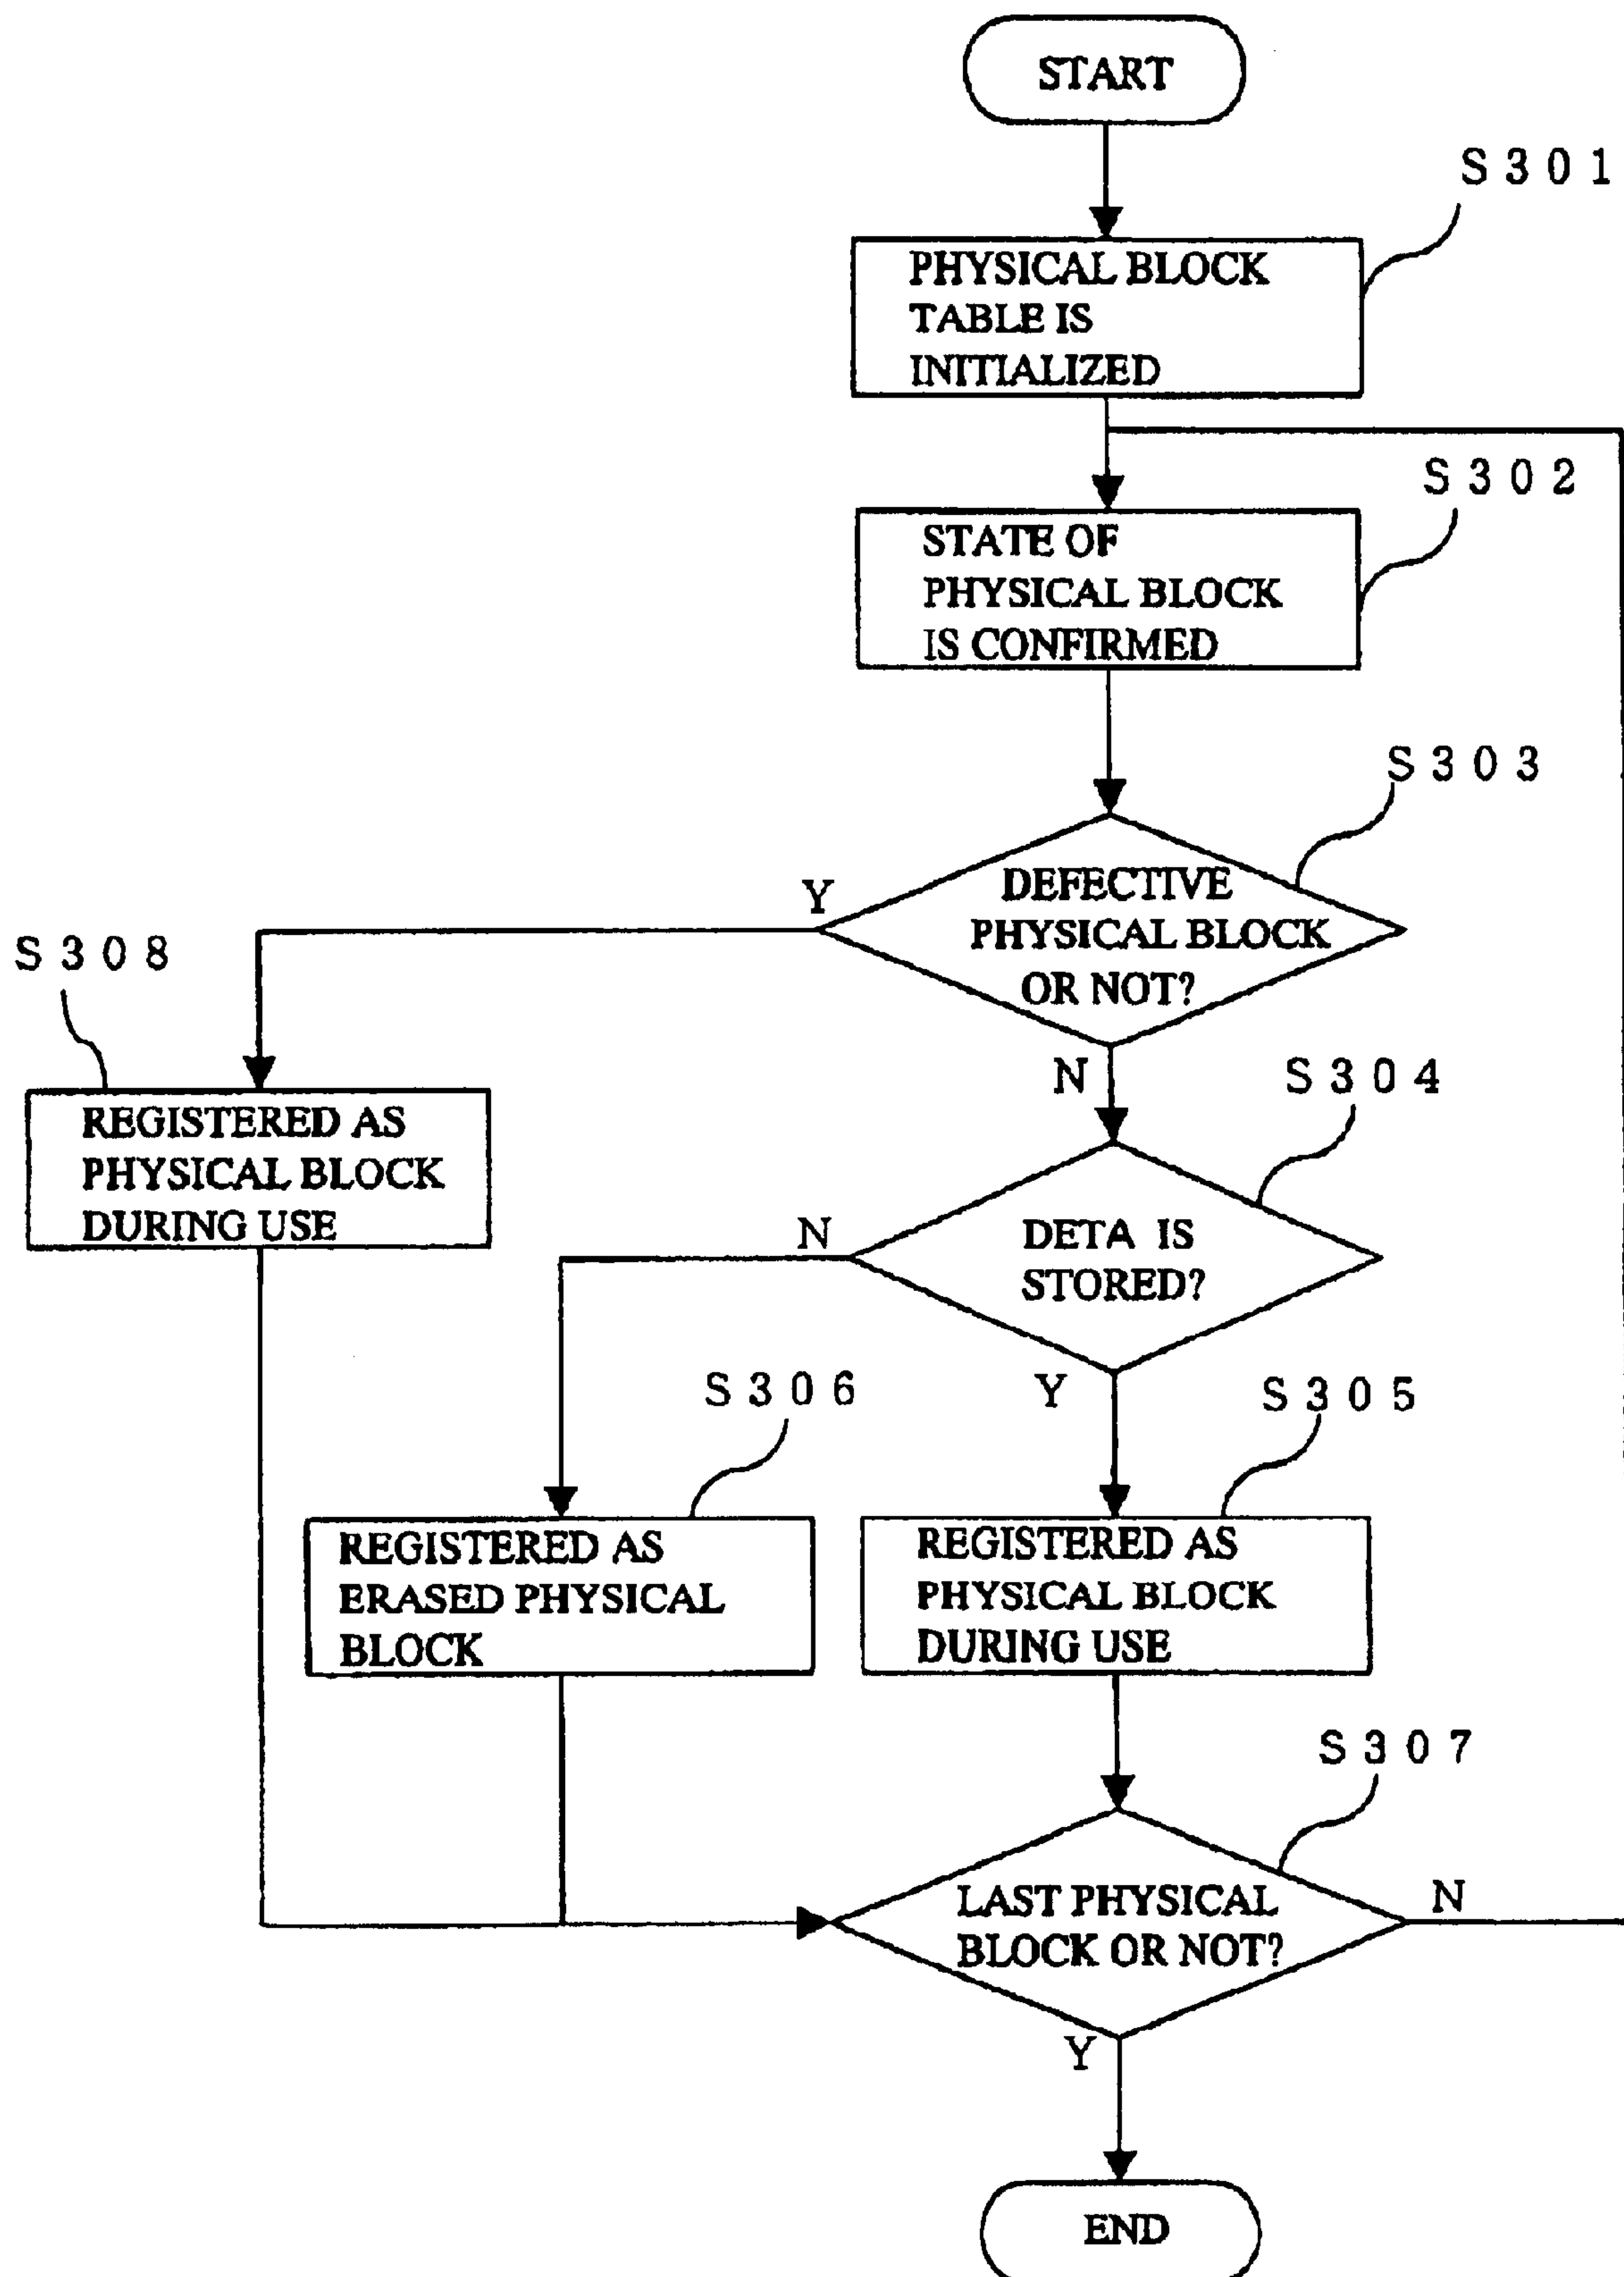 START
S301
PHYSICAL BLOCK
TABLE IS
INITIALIZED
S302
STATE OF
PHYSICAL BLOCK
IS CONFIRMED
S303
DEFECTIVE
PHYSICAL BLOCK
OR NOT?
Y
N
S308
REGISTERED AS
PHYSICAL BLOCK
DURING USE
S304
DETA IS
STORED?
N
Y
S306
REGISTERED AS
ERASED PHYSICAL
BLOCK
S305
REGISTERED AS
PHYSICAL BLOCK
DURING USE
S307
LAST PHYSICAL
BLOCK OR NOT?
N
Y
END